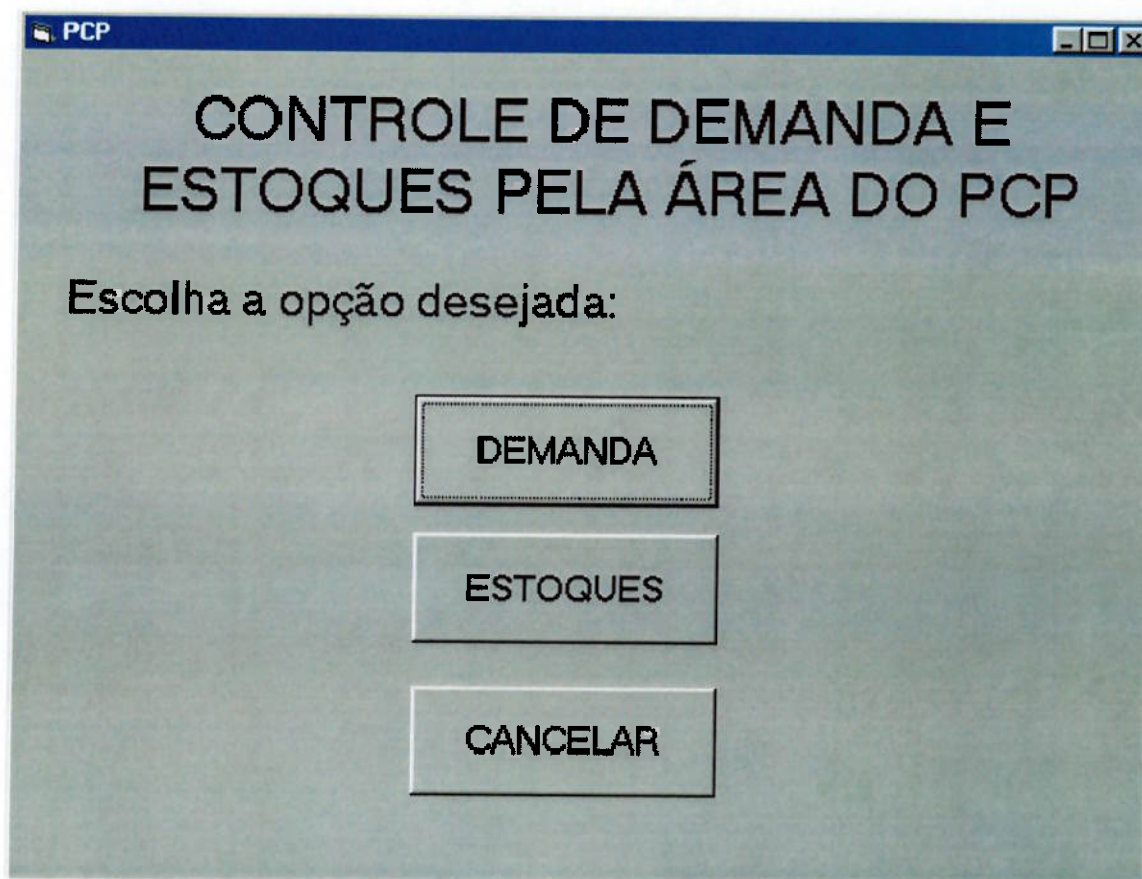 PCP
CONTROLE DE DEMANDA E
ESTOQUES PELA ÁREA DO PCP
Escolha a opção desejada:
DEMANDA
ESTOQUES
CANCELAR